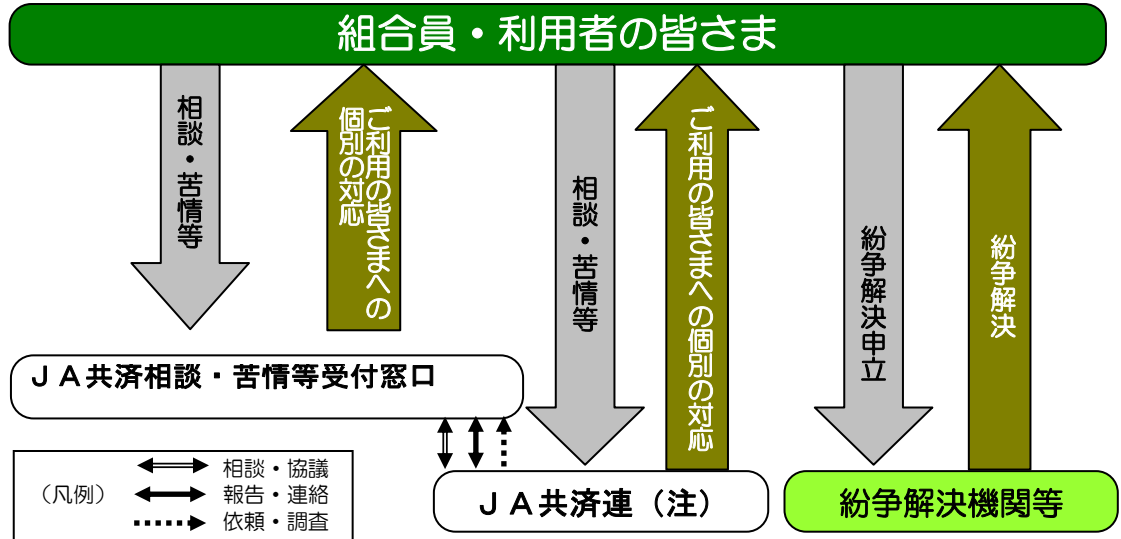 組合員・利用者の皆さま
相談・苦情等
ご利用の皆さまへの
個別の対応
相談・苦情等
ご利用の皆さまへの個別の対応
紛争解決申立
紛争解決
ＪＡ共済相談・苦情等受付窓口
ＪＡ共済連（注）
紛争解決機関等
（凡例）
相談・協議
報告・連絡
依頼・調査